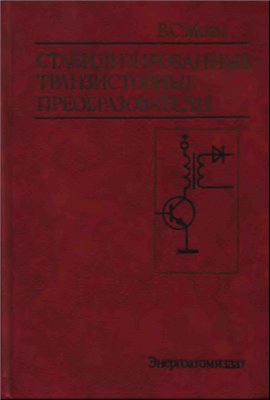 В.С. Моин
СТАБИЛИЗИРОВАННЫЕ
ТРАНЗИСТОРНЫЕ
ПРЕОБРАЗОВАТЕЛИ
Энергоатомиздат